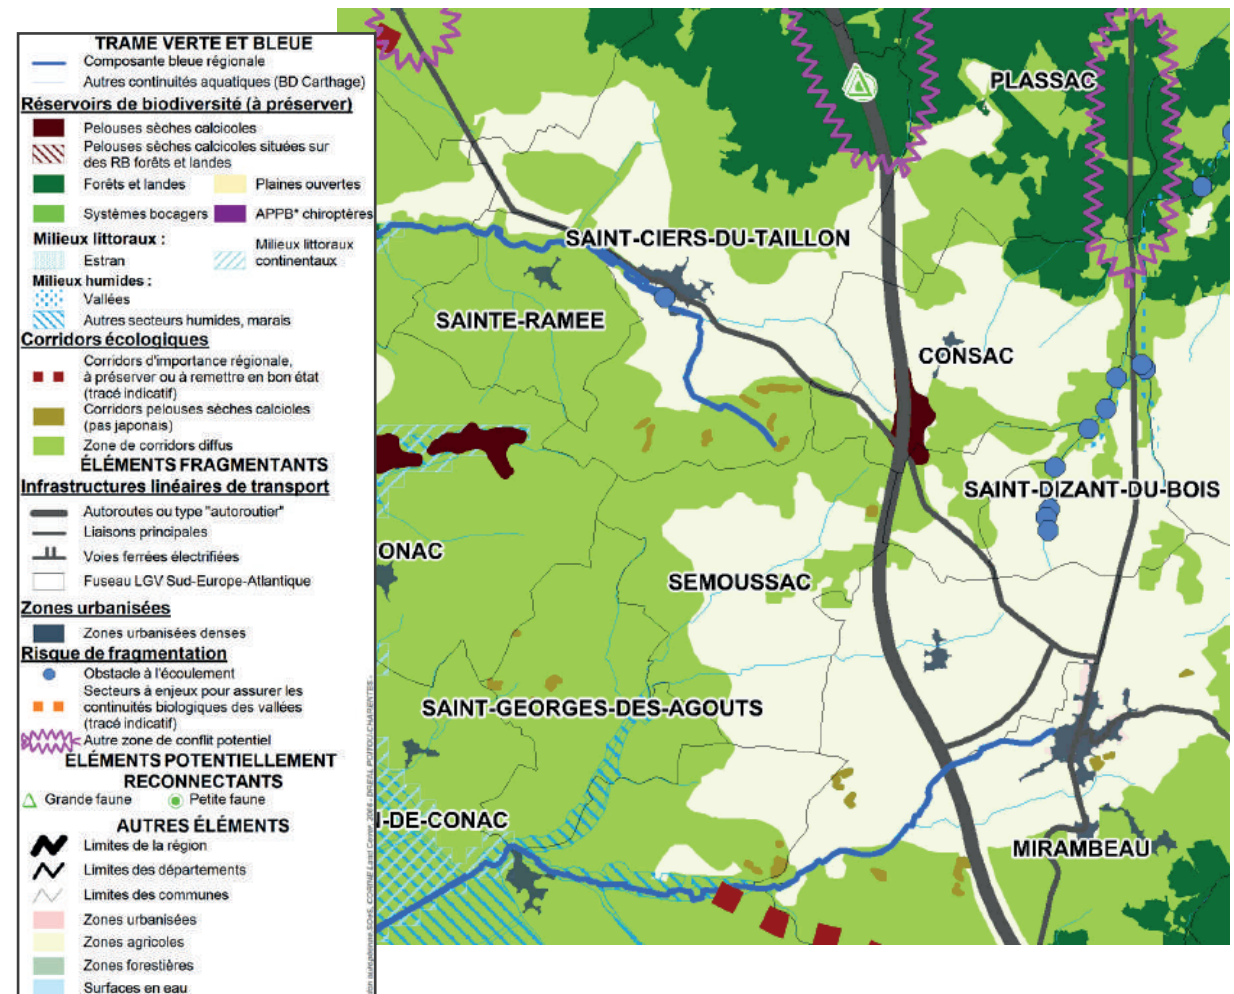 TRAME VERTE ET BLEUE
Composante bleue régionale
Autres continuités aquatiques (BD Carthage)
Réservoirs de biodiversité (à préserver)
Pelouses sèches calcicoles
Pelouses sèches calcicoles situées sur
des RB forêts et landes
Forêts et landes
Plaines ouvertes
Systèmes bocagers
APPB* chiroptères
Milieux littoraux :
Estran
Milieux littoraux
continentaux
Milieux humides :
Vallées
Autres secteurs humides, marais
Corridors écologiques
Corridors d'importance régionale,
à préserver ou à remettre en bon état
(tracé indicatif)
Corridors pelouses sèches calcioles
(pas japonais)
Zone de corridors diffus
ÉLÉMENTS FRAGMENTANTS
Infrastructures linéaires de transport
Autoroutes ou type "autoroutier"
Liaisons principales
Voies ferrées électrifiées
Fuseau LGV Sud-Europe-Atlantique
Zones urbanisées
Zones urbanisées denses
Risque de fragmentation
Obstacle à l'écoulement
Secteurs à enjeux pour assurer les
continuités biologiques des vallées
(tracé indicatif)
Autre zone de conflit potentiel
ÉLÉMENTS POTENTIELLEMENT
RECONNECTANTS
Grande faune
Petite faune
AUTRES ÉLÉMENTS
Limites de la région
Limites des départements
Limites des communes
Zones urbanisées
Zones agricoles
Zones forestières
Surfaces en eau
PLASSAC
SAINT-CIERS-DU-TAILLON
SAINTE-RAMEE
CONSAC
SAINT-DIZANT-DU-BOIS
ONAC
SEMOUSSAC
SAINT-GEORGES-DES-AGOUTS
-DE-CONAC
MIRAMBEAU